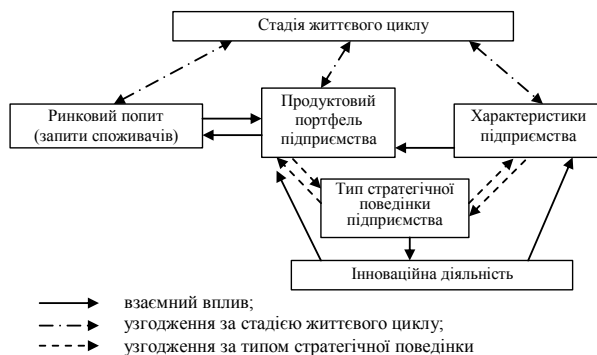 Стадія життєвого циклу
Ринковий попит
(запити споживачів)
Продуктовий
портфель
підприємства
Характеристики
підприємства
Тип стратегічної
поведінки
підприємства
Інноваційна діяльність
взаємний вплив;
узгодження за стадією життєвого циклу;
узгодження за типом стратегічної поведінки